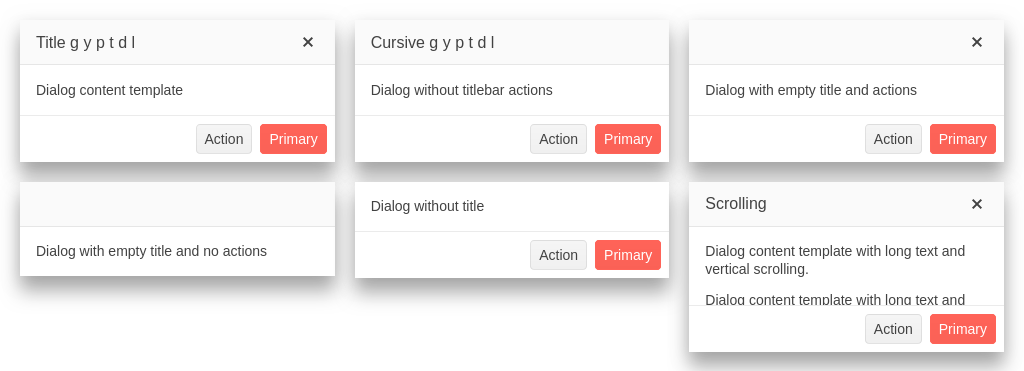 Title g y p t d l
Dialog content template
Action Primary
Cursive g y p t d l
Dialog without titlebar actions
Action Primary
Dialog with empty title and actions
Action Primary
Dialog with empty title and no actions
Dialog without title
Action Primary
Scrolling
Dialog content template with long text and
vertical scrolling.
Dialog content template with long text and
Action Primary